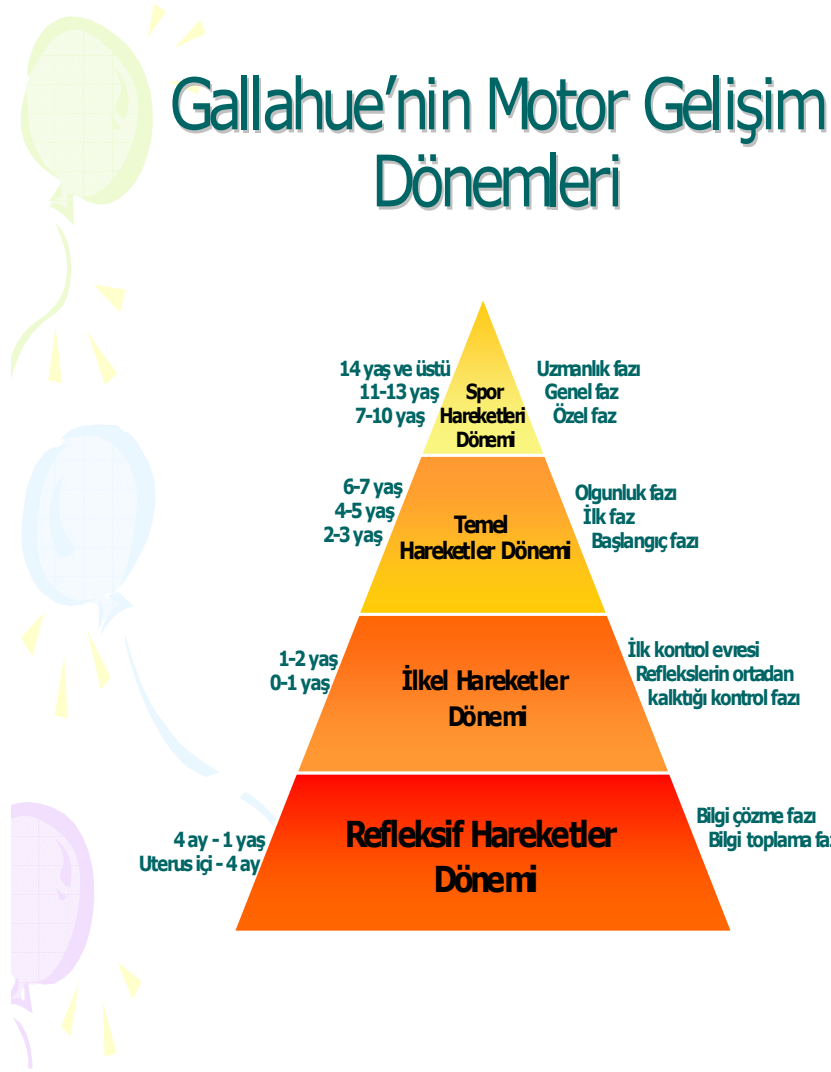 Gallahue’nin Motor Gelişim
Dönemleri
14 yaş ve üstü
11-13 yaş
7-10 yaş
Spor
Hareketleri
Dönemi
Uzmanlık fazı
Genel faz
Özel faz
6-7 yaş
4-5 yaş
2-3 yaş
Temel
Hareketler Dönemi
Olgunluk fazı
İlk faz
Başlangıç fazı
1-2 yaş
0-1 yaş
İlkel Hareketler
Dönemi
İlk kontrol evresi
Reflekslerin ortadan
kalktığı kontrol fazı
4 ay - 1 yaş
Uterus içi - 4 ay
Refleksif Hareketler
Dönemi
Bilgi çözme fazı
Bilgi toplama